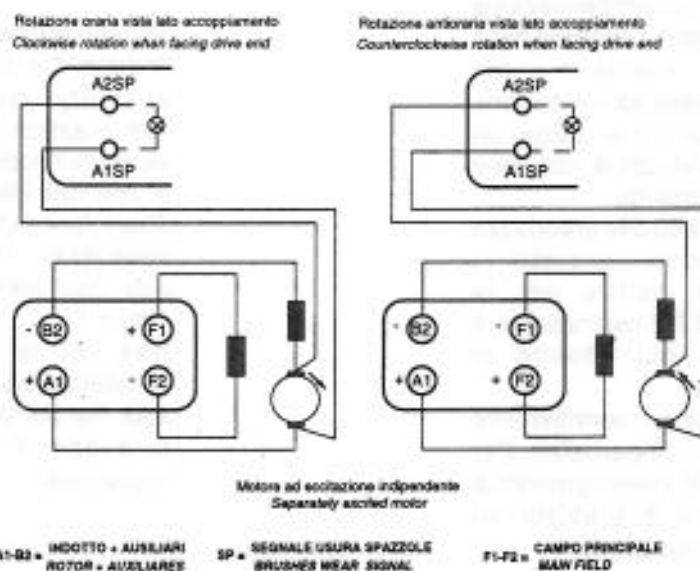 Rotazione oraria vista lato accoppiamento
Clockwise rotation when facing drive end
A2SP
A1SP
- B2
+ F1
+ A1
- F2
Rotazione antioraria vista lato accoppiamento
Counterclockwise rotation when facing drive end
A2SP
A1SP
- B2
- F1
+ A1
+ F2
Motore ad eccitazione indipendente
Separately excited motor
A1-B2 = INDOTTO + AUSILIARI
ROTOR + AUXILIARES
SP = SEGNALE USURA SPAZZOLE
BRUSHES WEAR SIGNAL
F1-F2 = CAMPO PRINCIPALE
MAIN FIELD